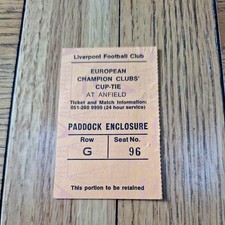 Liverpool Football Club
EUROPEAN
CHAMPION CLUBS'
CUP-TIE
AT ANFIELD
Ticket and Match Information:
051-260 9999 (24 hour service)
PADDOCK ENCLOSURE
Row Seat No.
G 96
This portion to be retained